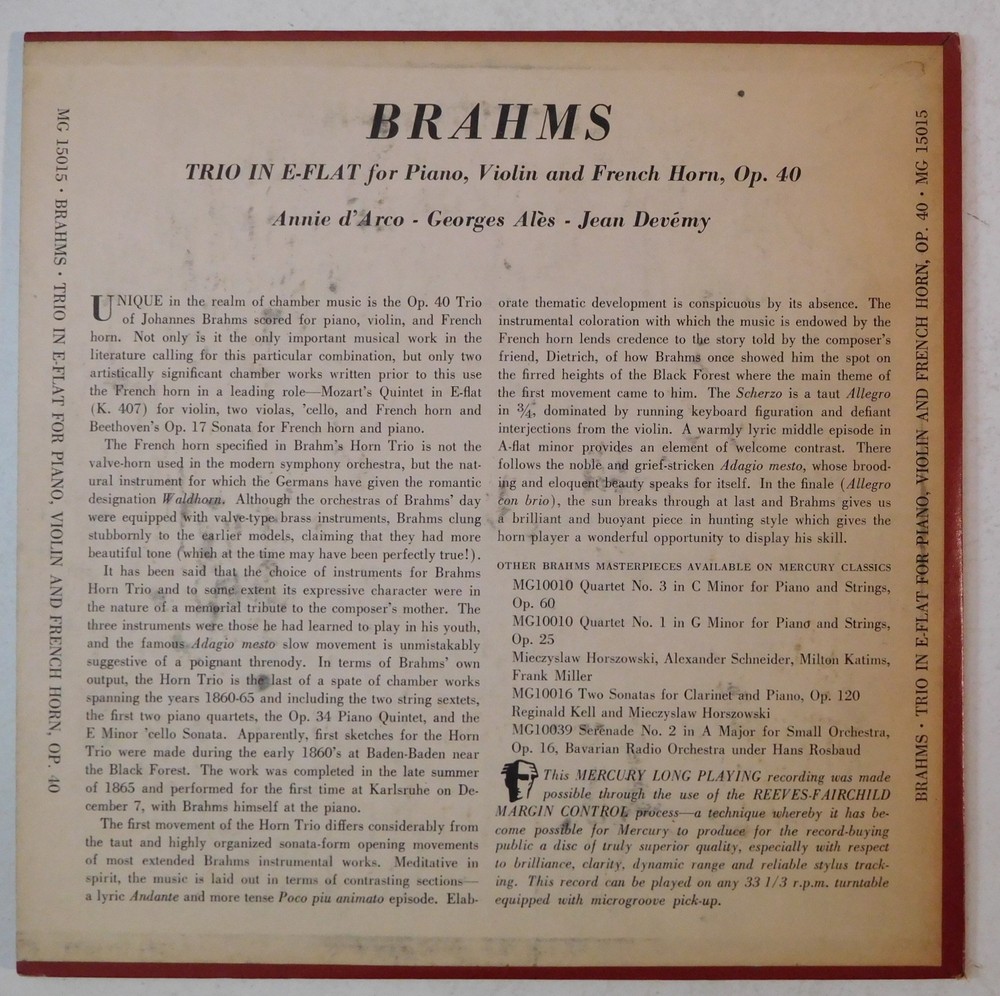 BRAHMS
TRIO IN E-FLAT for Piano, Violin and French Horn, Op. 40
Annie d'Arco - Georges Alès - Jean Devémy
MG 15015 · BRAHMS · TRIO IN E-FLAT FOR PIANO, VIOLIN AND FRENCH HORN, OP. 40
UNIQUE in the realm of chamber music is the Op. 40 Trio
of Johannes Brahms scored for piano, violin, and French
horn. Not only is it the only important musical work in the
literature calling for this particular combination, but only two
artistically significant chamber works written prior to this use
the French horn in a leading role—Mozart's Quintet in E-flat
(K. 407) for violin, two violas, 'cello, and French horn and
Beethoven's Op. 17 Sonata for French horn and piano.
The French horn specified in Brahm's Horn Trio is not the
valve-horn used in the modern symphony orchestra, but the nat-
ural instrument for which the Germans have given the romantic
designation Waldhorn. Although the orchestras of Brahms' day
were equipped with valve-type brass instruments, Brahms clung
stubbornly to the earlier models, claiming that they had more
beautiful tone (which at the time may have been perfectly true!).
It has been said that the choice of instruments for Brahms
Horn Trio and to some extent its expressive character were in
the nature of a memorial tribute to the composer's mother. The
three instruments were those he had learned to play in his youth,
and the famous Adagio mesto slow movement is unmistakably
suggestive of a poignant threnody. In terms of Brahms' own
output, the Horn Trio is the last of a spate of chamber works
spanning the years 1860-65 and including the two string sextets,
the first two piano quartets, the Op. 34 Piano Quintet, and the
E Minor 'cello Sonata. Apparently, first sketches for the Horn
Trio were made during the early 1860's at Baden-Baden near
the Black Forest. The work was completed in the late summer
of 1865 and performed for the first time at Karlsruhe on De-
cember 7, with Brahms himself at the piano.
The first movement of the Horn Trio differs considerably from
the taut and highly organized sonata-form opening movements
of most extended Brahms instrumental works. Meditative in
spirit, the music is laid out in terms of contrasting sections—
a lyric Andante and more tense Poco piu animato episode. Elab-
orate thematic development is conspicuous by its absence. The
instrumental coloration with which the music is endowed by the
French horn lends credence to the story told by the composer's
friend, Dietrich, of how Brahms once showed him the spot on
the firred heights of the Black Forest where the main theme of
the first movement came to him. The Scherzo is a taut Allegro
in 3/4, dominated by running keyboard figuration and defiant
interjections from the violin. A warmly lyric middle episode in
A-flat minor provides an element of welcome contrast. There
follows the noble and grief-stricken Adagio mesto, whose brood-
ing and eloquent beauty speaks for itself. In the finale (Allegro
con brio), the sun breaks through at last and Brahms gives us
a brilliant and buoyant piece in hunting style which gives the
horn player a wonderful opportunity to display his skill.
OTHER BRAHMS MASTERPIECES AVAILABLE ON MERCURY CLASSICS
MG10010 Quartet No. 3 in C Minor for Piano and Strings,
Op. 60
MG10010 Quartet No. 1 in G Minor for Piano and Strings,
Op. 25
Mieczyslaw Horszowski, Alexander Schneider, Milton Katims,
Frank Miller
MG10016 Two Sonatas for Clarinet and Piano, Op. 120
Reginald Kell and Mieczyslaw Horszowski
MG10039 Serenade No. 2 in A Major for Small Orchestra,
Op. 16, Bavarian Radio Orchestra under Hans Rosbaud
This MERCURY LONG PLAYING recording was made
possible through the use of the REEVES-FAIRCHILD
MARGIN CONTROL process—a technique whereby it has be-
come possible for Mercury to produce for the record-buying
public a disc of truly superior quality, especially with respect
to brilliance, clarity, dynamic range and reliable stylus track-
ing. This record can be played on any 33 1/3 r.p.m. turntable
equipped with microgroove pick-up.
BRAHMS · TRIO IN E-FLAT FOR PIANO, VIOLIN AND FRENCH HORN, OP. 40 · MG 15015